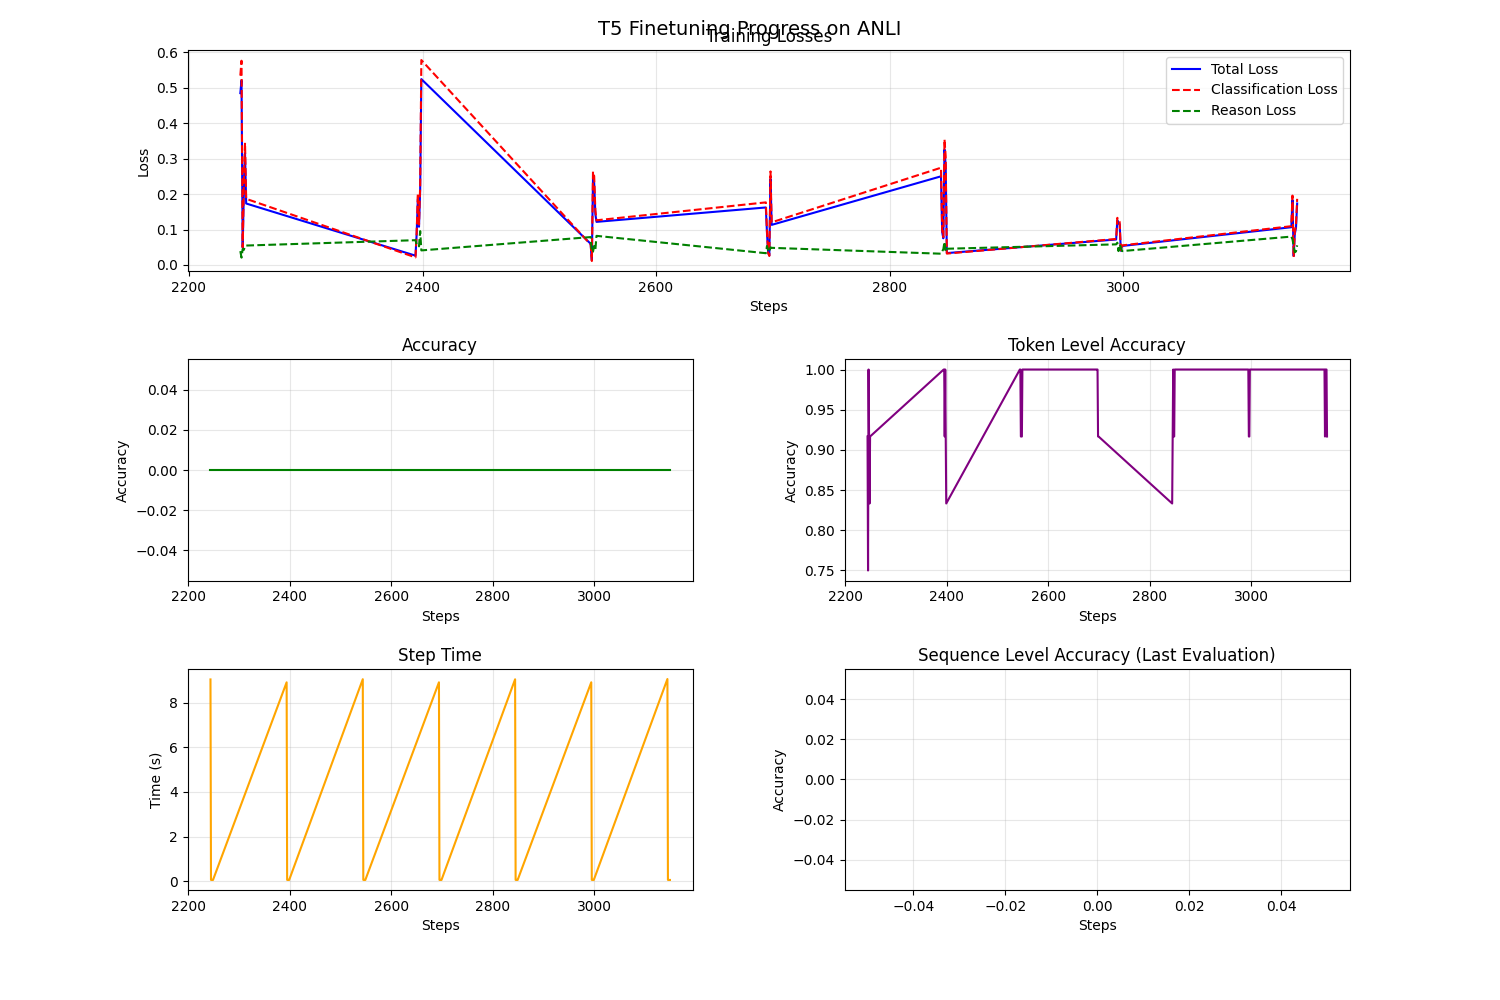 T5 Finetuning Progress on ANLI
Training Losses
0.6
0.5
0.4
0.3
0.2
0.1
0.0
Loss
Total Loss
Classification Loss
Reason Loss
2200 2400 2600 2800 3000
Steps
Accuracy
0.04
0.02
0.00
−0.02
−0.04
Accuracy
2200 2400 2600 2800 3000
Steps
Token Level Accuracy
1.00
0.95
0.90
0.85
0.80
0.75
Accuracy
2200 2400 2600 2800 3000
Steps
Step Time
8
6
4
2
0
Time (s)
2200 2400 2600 2800 3000
Steps
Sequence Level Accuracy (Last Evaluation)
0.04
0.02
0.00
−0.02
−0.04
Accuracy
−0.04 −0.02 0.00 0.02 0.04
Steps